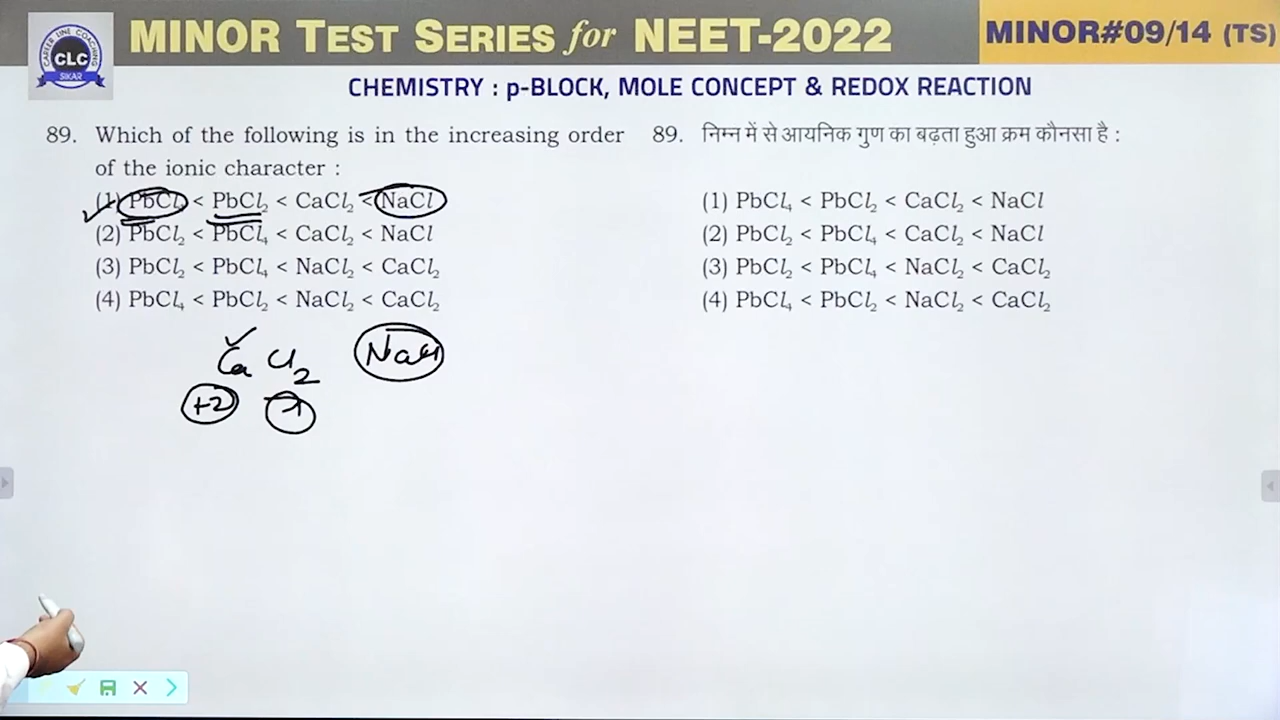 CAREER LINE COACHING
CLC
SIKAR
MINOR TEST SERIES for NEET-2022
MINOR#09/14 (TS)
CHEMISTRY : p-BLOCK, MOLE CONCEPT & REDOX REACTION
89. Which of the following is in the increasing order
of the ionic character :
(1) PbCl₄ < PbCl₂ < CaCl₂ < NaCl
(2) PbCl₂ < PbCl₄ < CaCl₂ < NaCl
(3) PbCl₂ < PbCl₄ < NaCl₂ < CaCl₂
(4) PbCl₄ < PbCl₂ < NaCl₂ < CaCl₂
CaCl₂ NaCl
+2 -1
89. निम्न में से आयनिक गुण का बढ़ता हुआ क्रम कौनसा है :
(1) PbCl₄ < PbCl₂ < CaCl₂ < NaCl
(2) PbCl₂ < PbCl₄ < CaCl₂ < NaCl
(3) PbCl₂ < PbCl₄ < NaCl₂ < CaCl₂
(4) PbCl₄ < PbCl₂ < NaCl₂ < CaCl₂